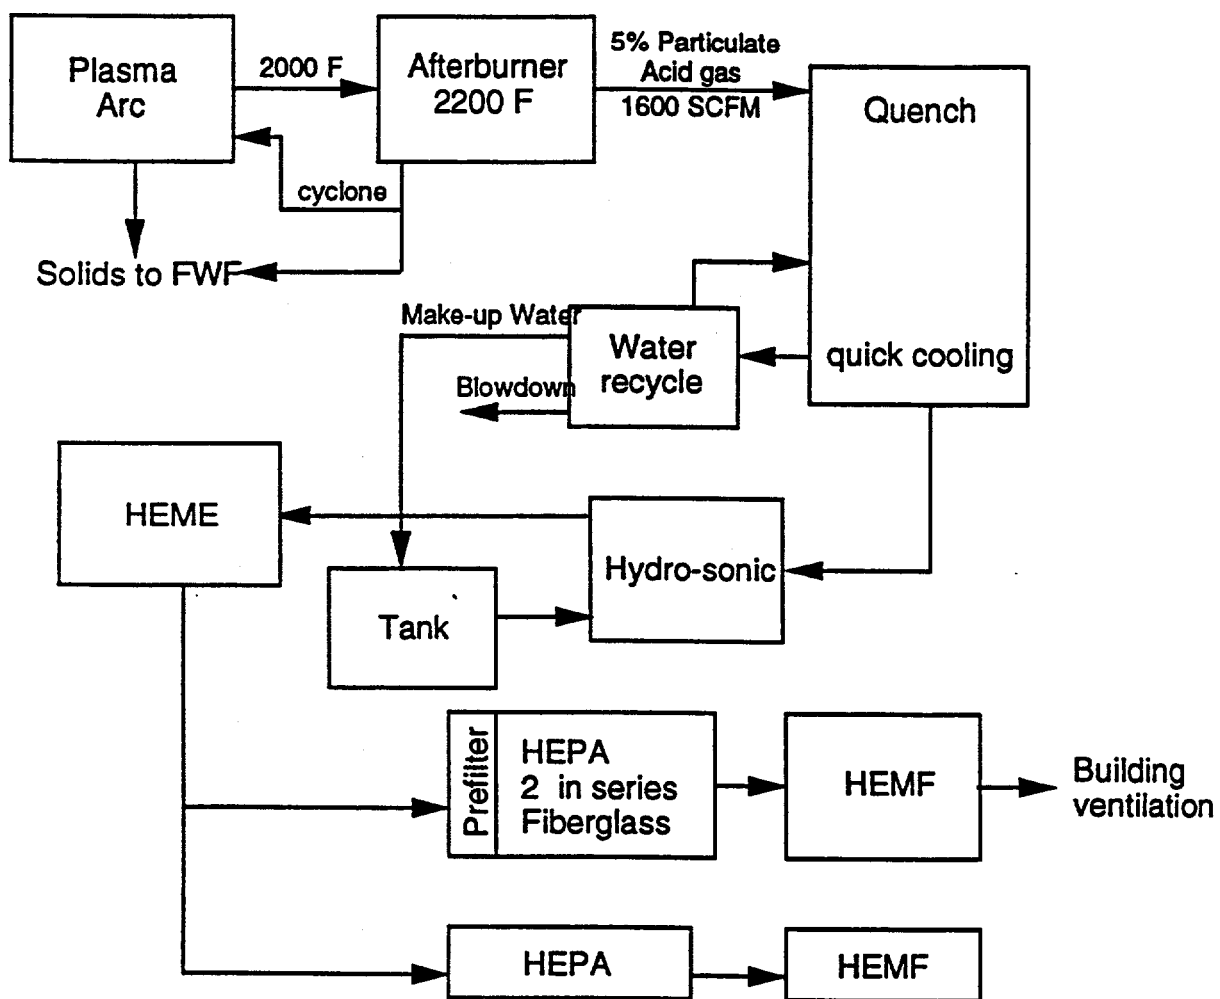 Plasma
Arc
2000 F
Afterburner
2200 F
5% Particulate
Acid gas
1600 SCFM
Quench
cyclone
Solids to FWF
Make-up Water
Water
recycle
quick cooling
Blowdown
HEME
Hydro-sonic
Tank
Prefilter
HEPA
2 in series
Fiberglass
HEMF
Building
ventilation
HEPA
HEMF